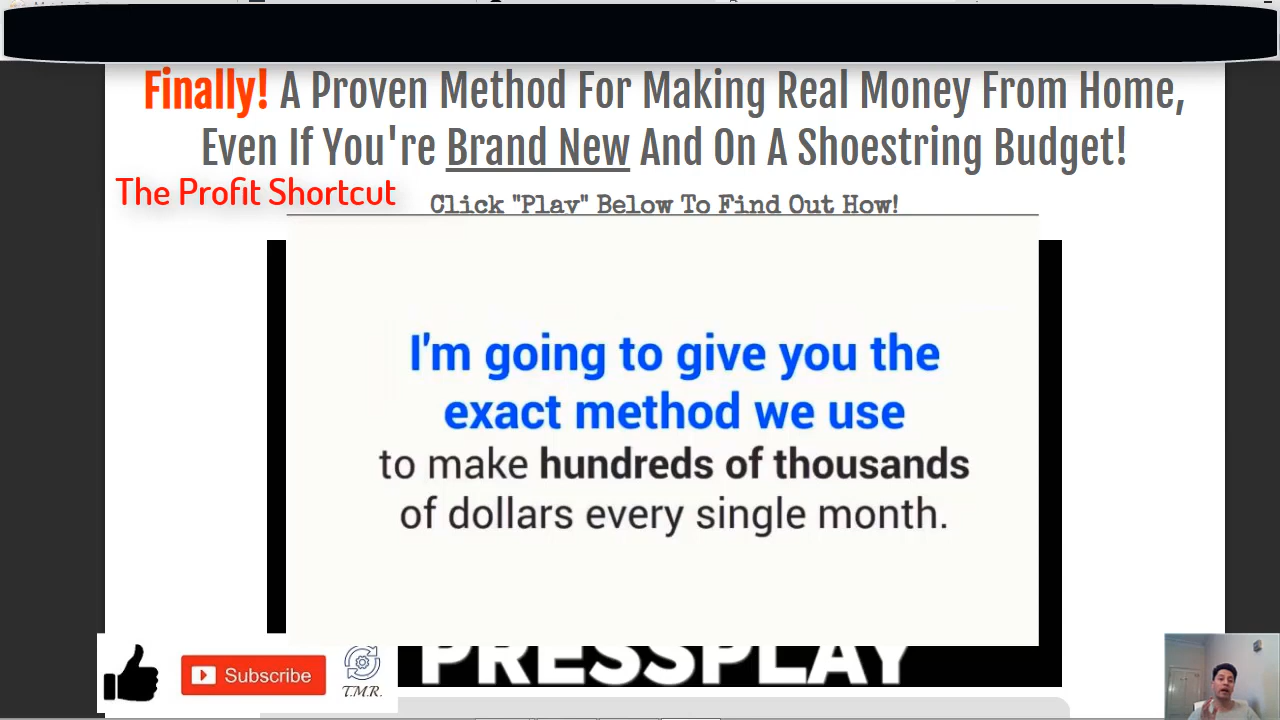 Finally! A Proven Method For Making Real Money From Home,
Even If You're Brand New And On A Shoestring Budget!
The Profit Shortcut
Click "Play" Below To Find Out How!
I'm going to give you the
exact method we use
to make hundreds of thousands
of dollars every single month.
PRESSPLAY
Subscribe
T.M.R.